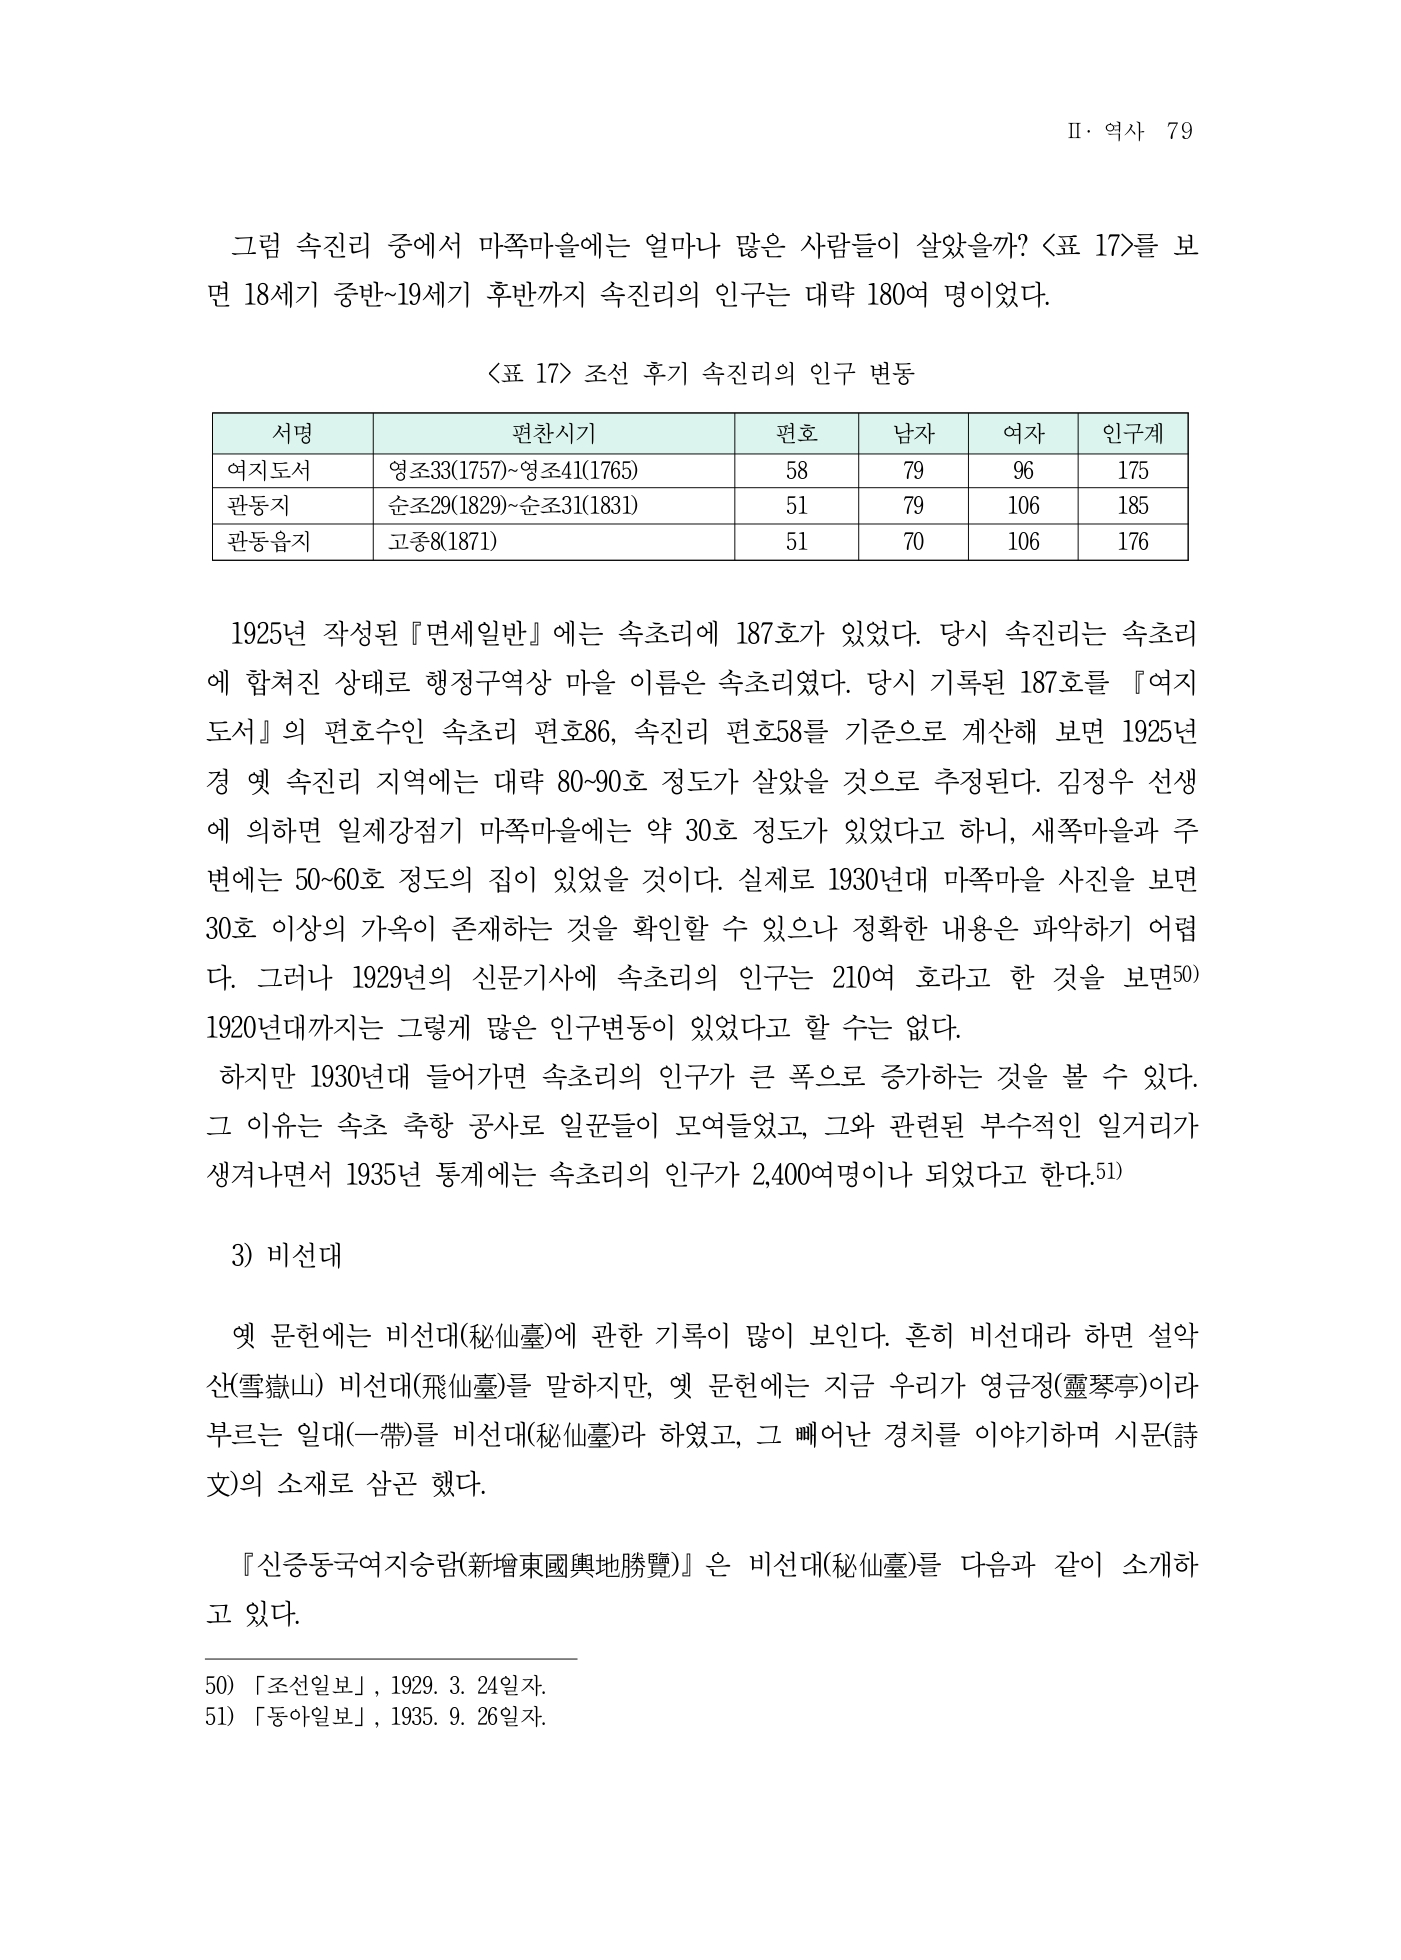 Ⅱ· 역사 79
그럼 속진리 중에서 마쪽마을에는 얼마나 많은 사람들이 살았을까? <표 17>를 보
면 18세기 중반~19세기 후반까지 속진리의 인구는 대략 180여 명이었다.
<표 17> 조선 후기 속진리의 인구 변동
서명 편찬시기 편호 남자 여자 인구계
여지도서 영조33(1757)~영조41(1765) 58 79 96 175
관동지 순조29(1829)~순조31(1831) 51 79 106 185
관동읍지 고종8(1871) 51 70 106 176
1925년 작성된『면세일반』에는 속초리에 187호가 있었다. 당시 속진리는 속초리
에 합쳐진 상태로 행정구역상 마을 이름은 속초리였다. 당시 기록된 187호를 『여지
도서』의 편호수인 속초리 편호86, 속진리 편호58를 기준으로 계산해 보면 1925년
경 옛 속진리 지역에는 대략 80~90호 정도가 살았을 것으로 추정된다. 김정우 선생
에 의하면 일제강점기 마쪽마을에는 약 30호 정도가 있었다고 하니, 새쪽마을과 주
변에는 50~60호 정도의 집이 있었을 것이다. 실제로 1930년대 마쪽마을 사진을 보면
30호 이상의 가옥이 존재하는 것을 확인할 수 있으나 정확한 내용은 파악하기 어렵
다. 그러나 1929년의 신문기사에 속초리의 인구는 210여 호라고 한 것을 보면50)
1920년대까지는 그렇게 많은 인구변동이 있었다고 할 수는 없다.
하지만 1930년대 들어가면 속초리의 인구가 큰 폭으로 증가하는 것을 볼 수 있다.
그 이유는 속초 축항 공사로 일꾼들이 모여들었고, 그와 관련된 부수적인 일거리가
생겨나면서 1935년 통계에는 속초리의 인구가 2,400여명이나 되었다고 한다.51)
3) 비선대
옛 문헌에는 비선대(秘仙臺)에 관한 기록이 많이 보인다. 흔히 비선대라 하면 설악
산(雪嶽山) 비선대(飛仙臺)를 말하지만, 옛 문헌에는 지금 우리가 영금정(靈琴亭)이라
부르는 일대(一帶)를 비선대(秘仙臺)라 하였고, 그 빼어난 경치를 이야기하며 시문(詩
文)의 소재로 삼곤 했다.
『신증동국여지승람(新增東國輿地勝覽)』은 비선대(秘仙臺)를 다음과 같이 소개하
고 있다.
50) 「조선일보」, 1929. 3. 24일자.
51) 「동아일보」, 1935. 9. 26일자.